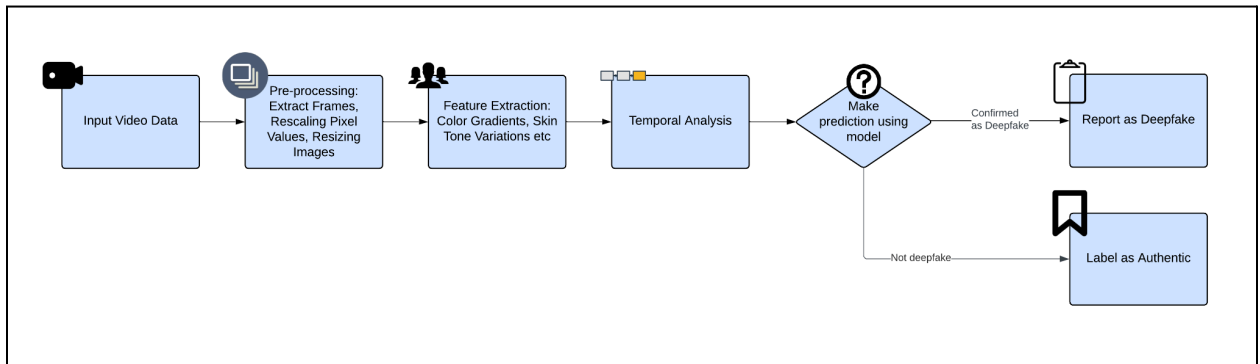 Input Video Data
Pre-processing:
Extract Frames,
Rescaling Pixel
Values, Resizing
Images
Feature Extraction:
Color Gradients, Skin
Tone Variations etc
Temporal Analysis
?
Make
prediction using
model
Confirmed
as Deepfake
Report as Deepfake
Not deepfake
Label as Authentic